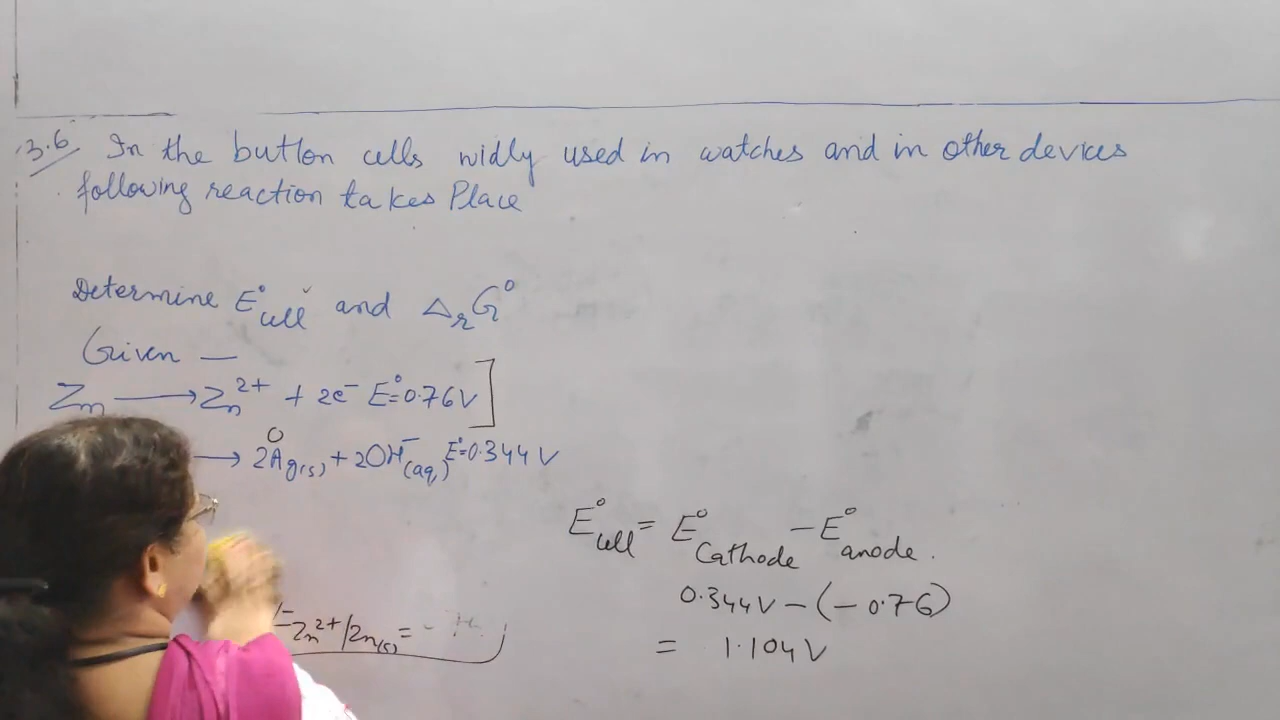 3.6 In the button cells widly used in watches and in other devices
following reaction takes Place
Determine E°cell and ΔrG°
Given —
Zn ⟶ Zn²⁺ + 2e⁻ E°=0.76V
⟶ 2Ag(s) + 2OH⁻(aq) E°=0.344V
E°cell = E°Cathode − E°anode.
0.344V − (−0.76)
= 1.104V
Zn²⁺/Zn(s) = -